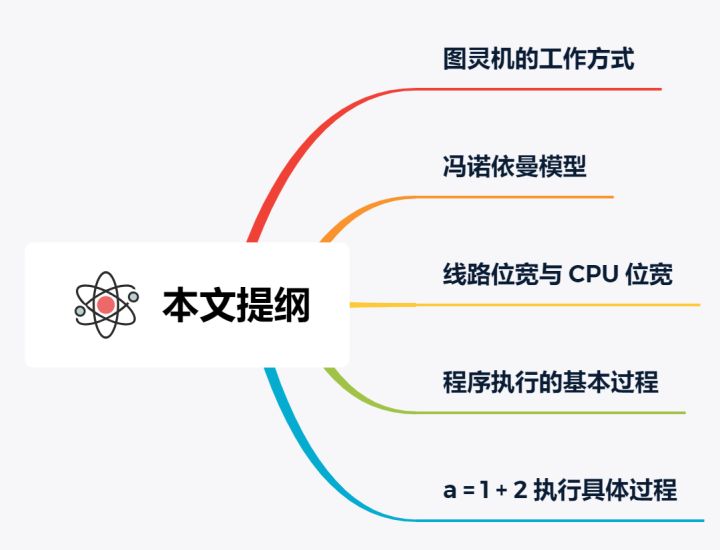 图灵机的工作方式
冯诺依曼模型
线路位宽与 CPU 位宽
本文提纲
程序执行的基本过程
a = 1 + 2 执行具体过程